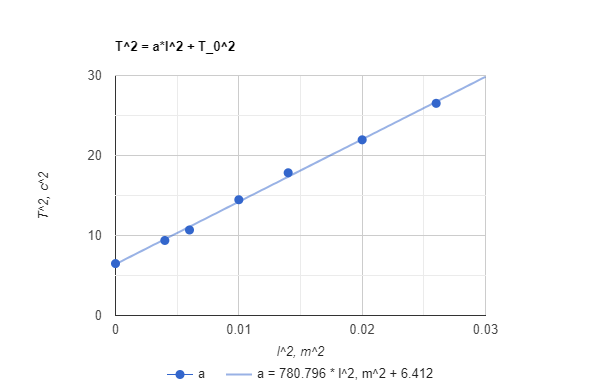 T^2 = a*l^2 + T_0^2
30
20
10
0
T^2, c^2
0
0.01
0.02
0.03
l^2, m^2
a
a = 780.796 * l^2, m^2 + 6.412